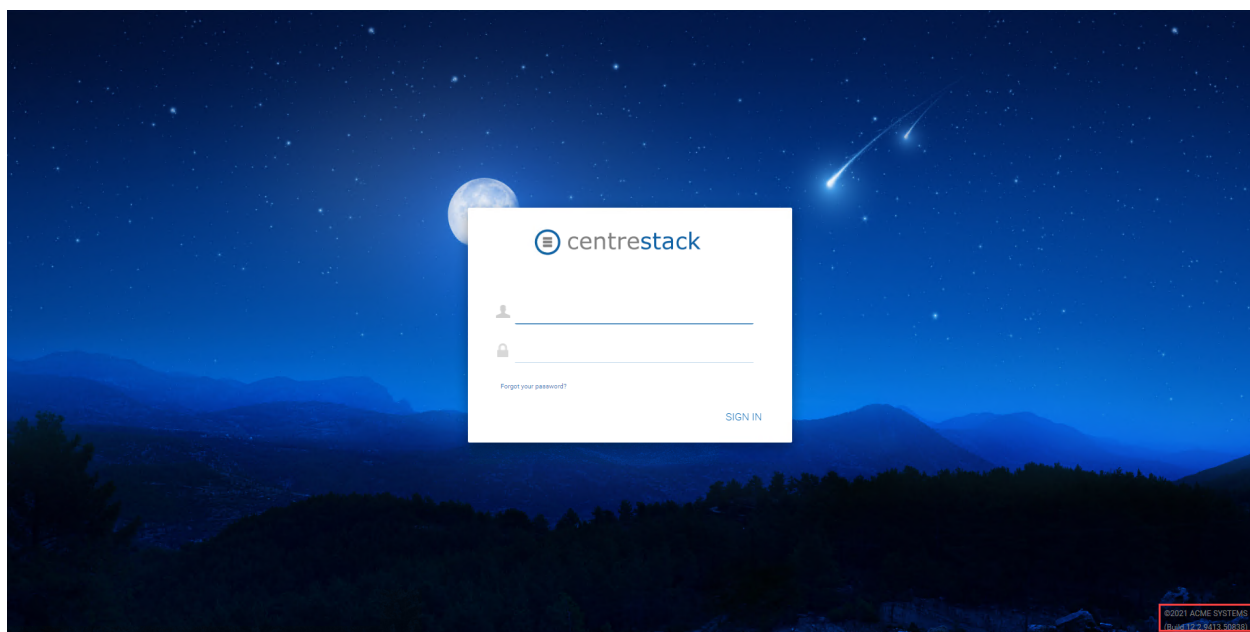 centrestack
Forgot your password?
SIGN IN
©2021 ACME SYSTEMS
(Build 12.2.9413.50838)